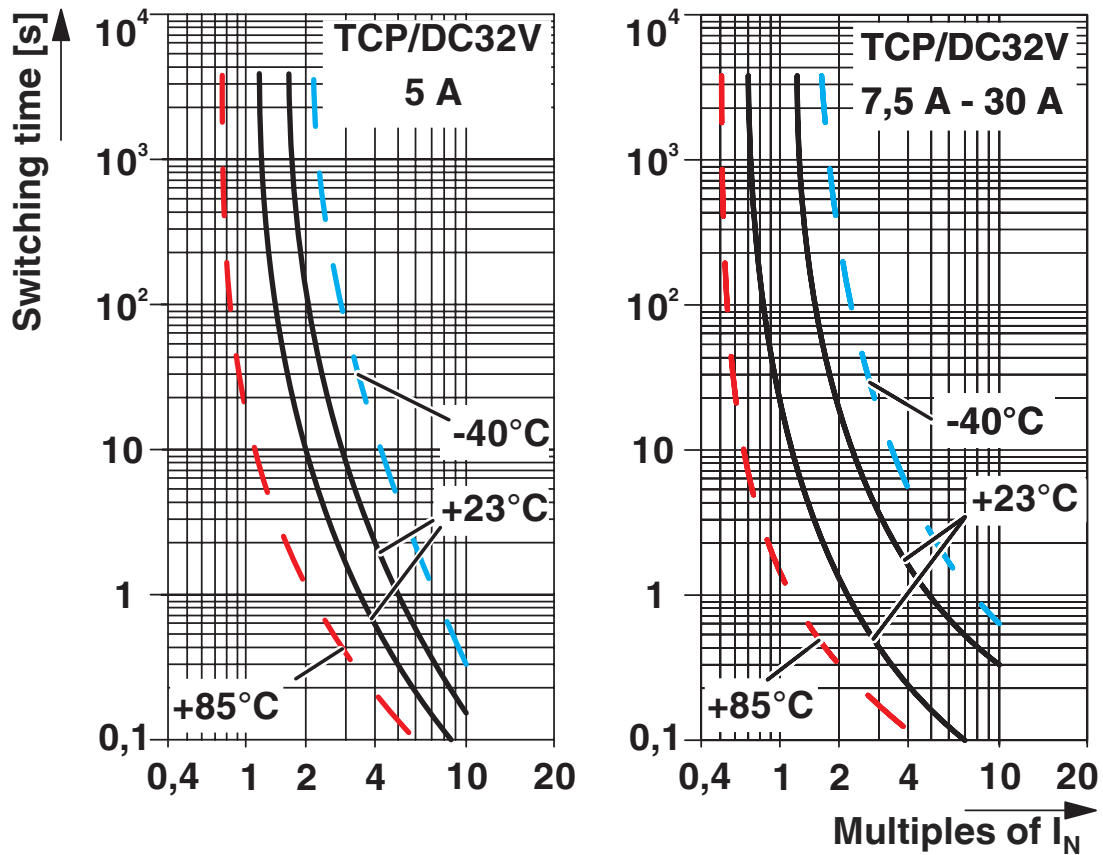 Switching time [s]
TCP/DC32V
5 A
10⁴
10³
10²
10
1
0,1
-40°C
+23°C
+85°C
0,4 1 2 4 10 20
TCP/DC32V
7,5 A - 30 A
10⁴
10³
10²
10
1
0,1
-40°C
+23°C
+85°C
0,4 1 2 4 10 20
Multiples of I_N